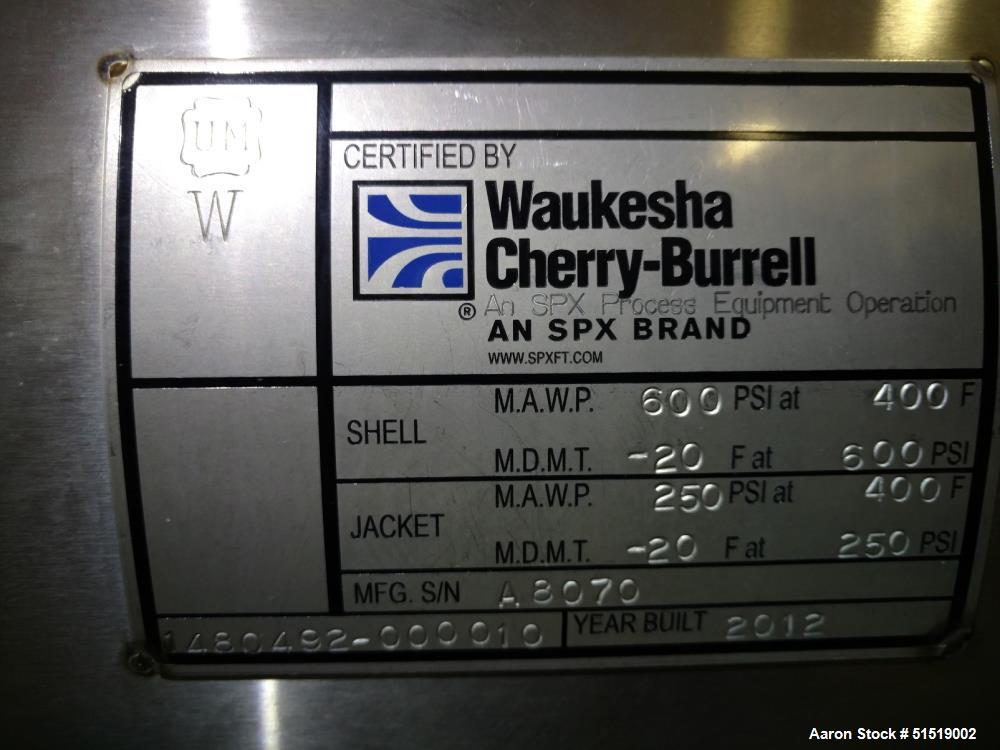 UM
W
CERTIFIED BY
Waukesha
Cherry-Burrell
® An SPX Process Equipment Operation
AN SPX BRAND
WWW.SPXFT.COM
SHELL
M.A.W.P. 600 PSI at 400 F
M.D.M.T. -20 F at 600 PSI
JACKET
M.A.W.P. 250 PSI at 400 F
M.D.M.T. -20 F at 250 PSI
MFG. S/N A8070
1480492-000010 YEAR BUILT 2012
Aaron Stock # 51519002